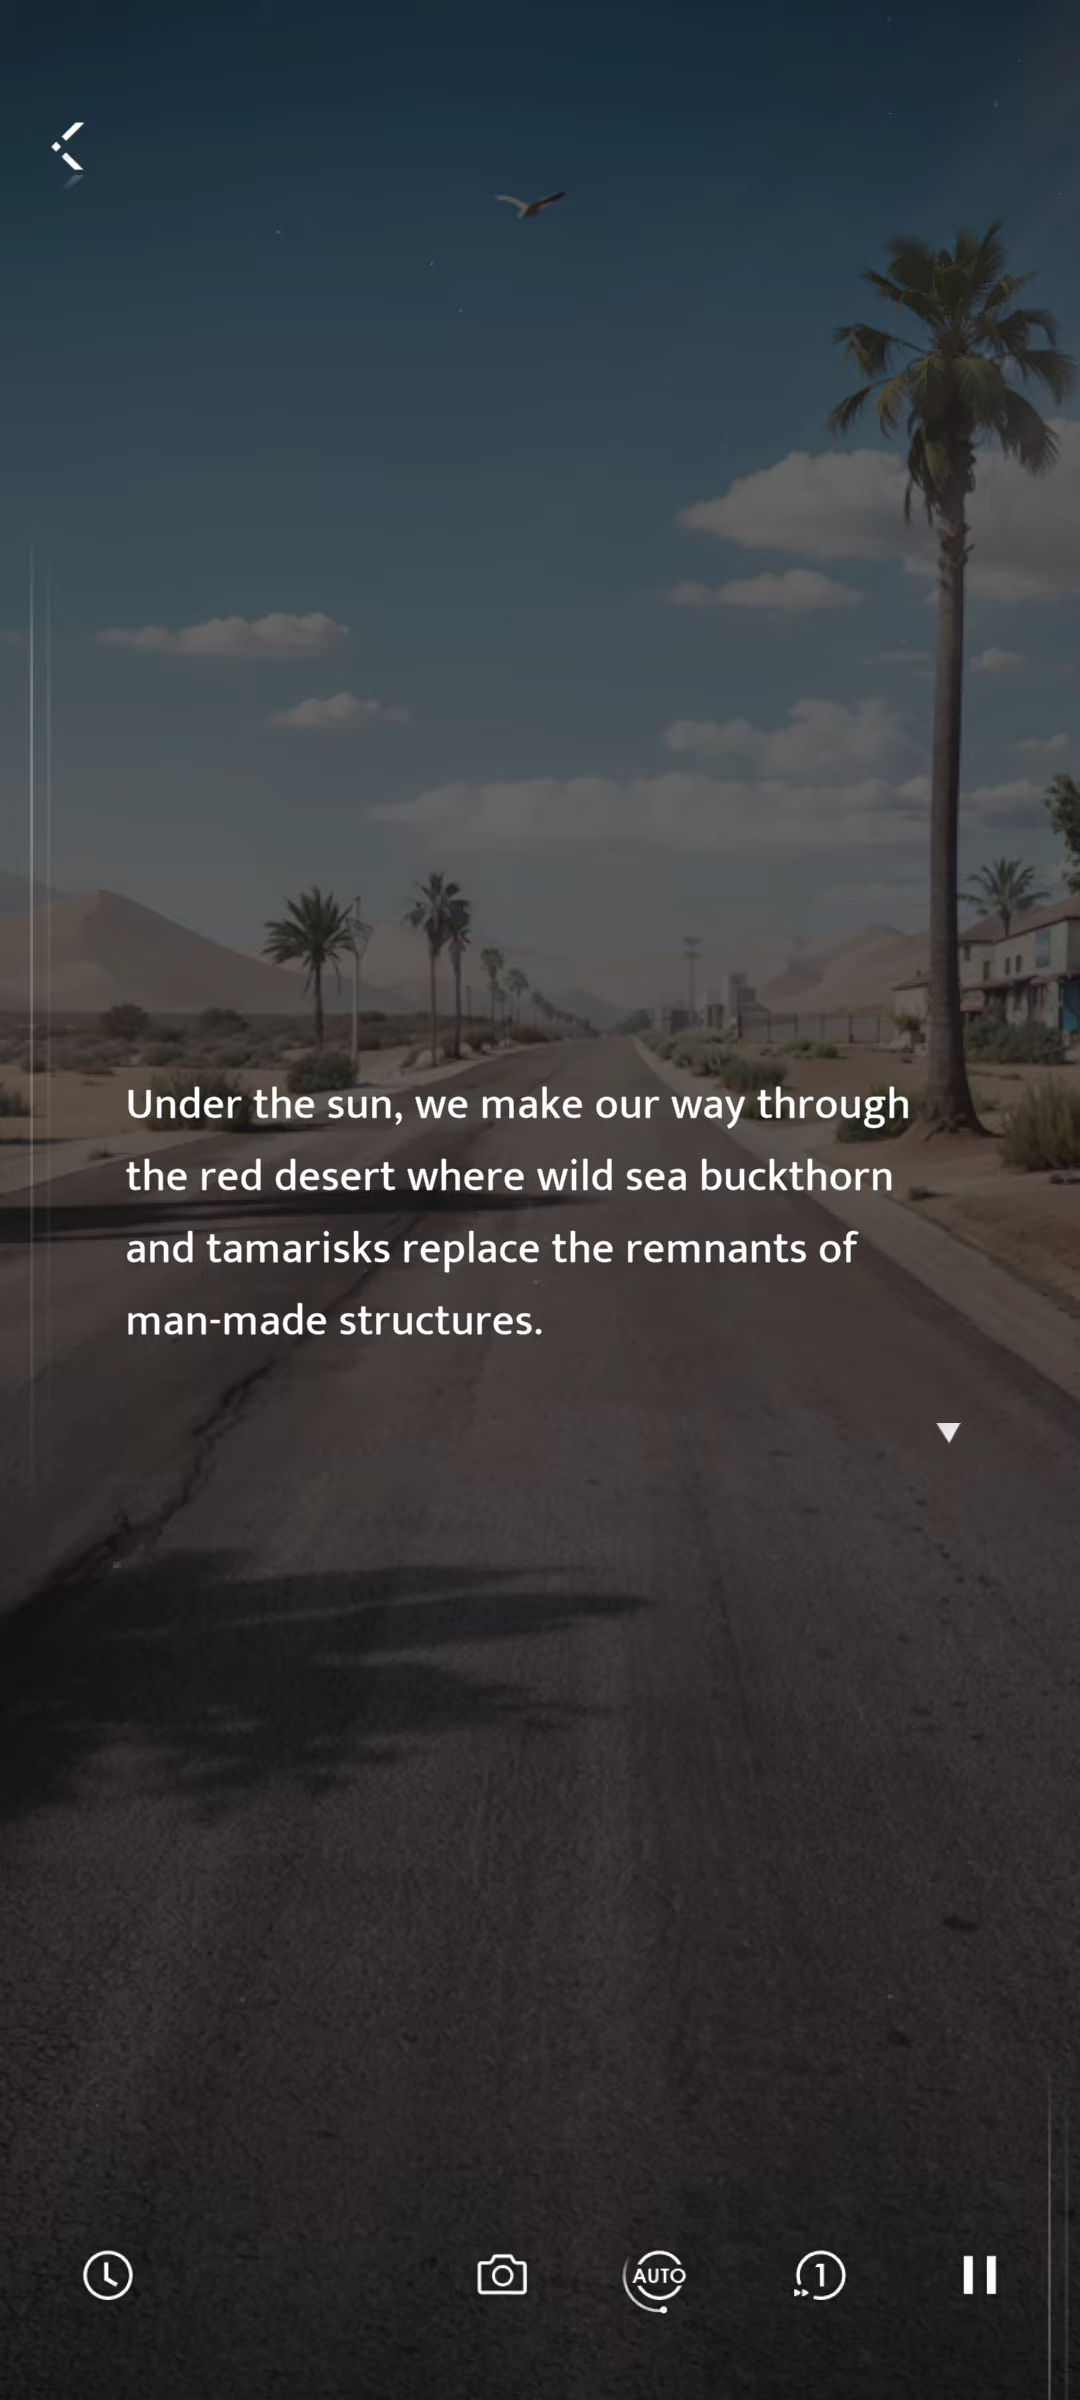 Under the sun, we make our way through
the red desert where wild sea buckthorn
and tamarisks replace the remnants of
man-made structures.
AUTO
1